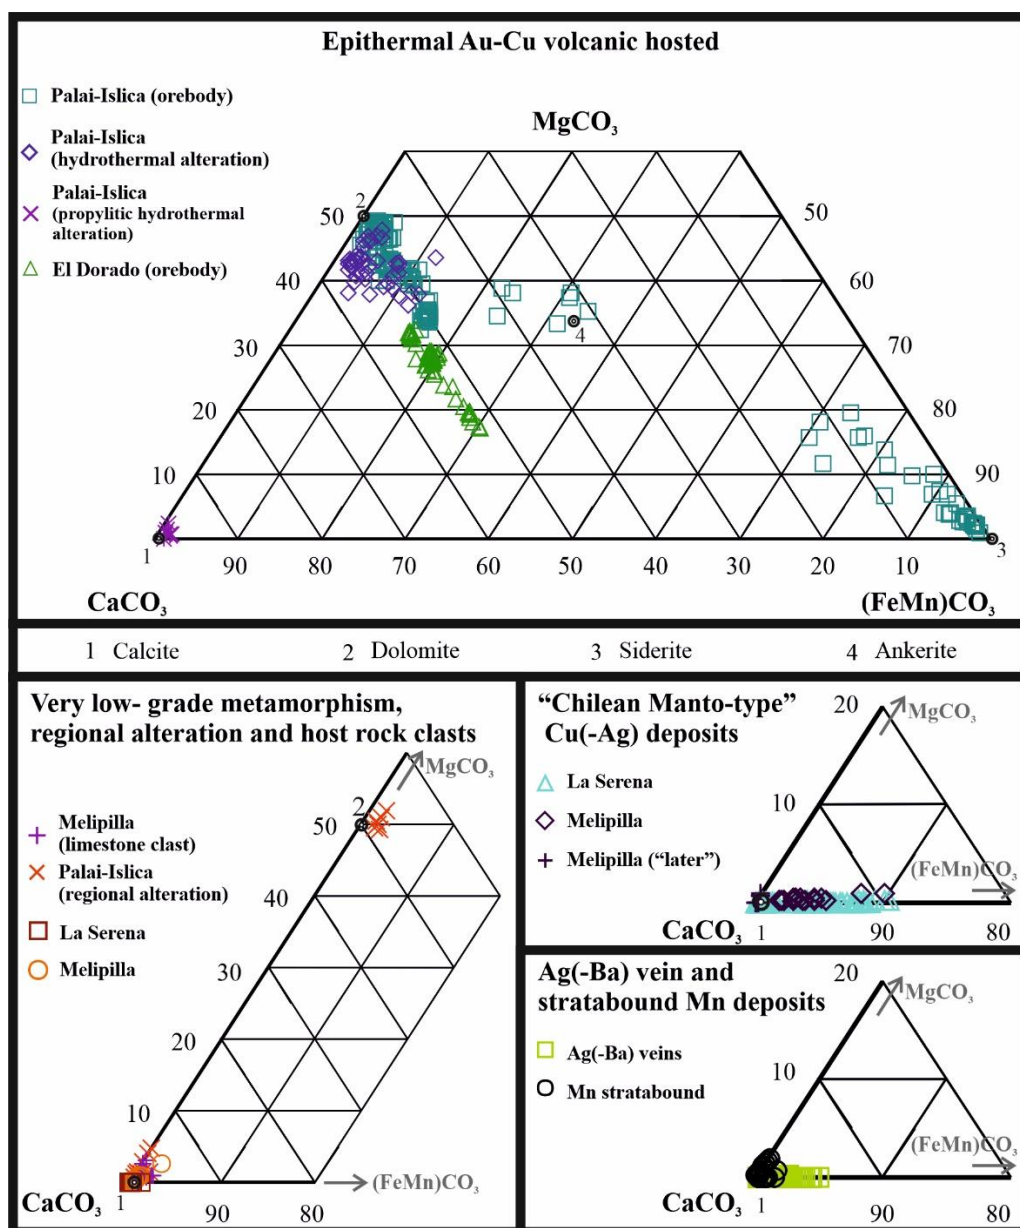 Epithermal Au-Cu volcanic hosted
Palai-Islica (orebody)
Palai-Islica
(hydrothermal alteration)
Palai-Islica
(propylitic hydrothermal
alteration)
El Dorado (orebody)
MgCO₃
2
50
50
40
60
4
30
70
20
80
10
90
1
3
90
80
70
60
50
40
30
20
10
CaCO₃
(FeMn)CO₃
1 Calcite
2 Dolomite
3 Siderite
4 Ankerite
Very low- grade metamorphism,
regional alteration and host rock clasts
MgCO₃
2
50
Melipilla
(limestone clast)
Palai-Islica
(regional alteration)
La Serena
Melipilla
40
30
20
10
1
CaCO₃
90
80
(FeMn)CO₃
“Chilean Manto-type”
Cu(-Ag) deposits
20
MgCO₃
La Serena
Melipilla
Melipilla (“later”)
10
(FeMn)CO₃
CaCO₃
1
90
80
Ag(-Ba) vein and
stratabound Mn deposits
20
MgCO₃
Ag(-Ba) veins
Mn stratabound
10
(FeMn)CO₃
CaCO₃
1
90
80